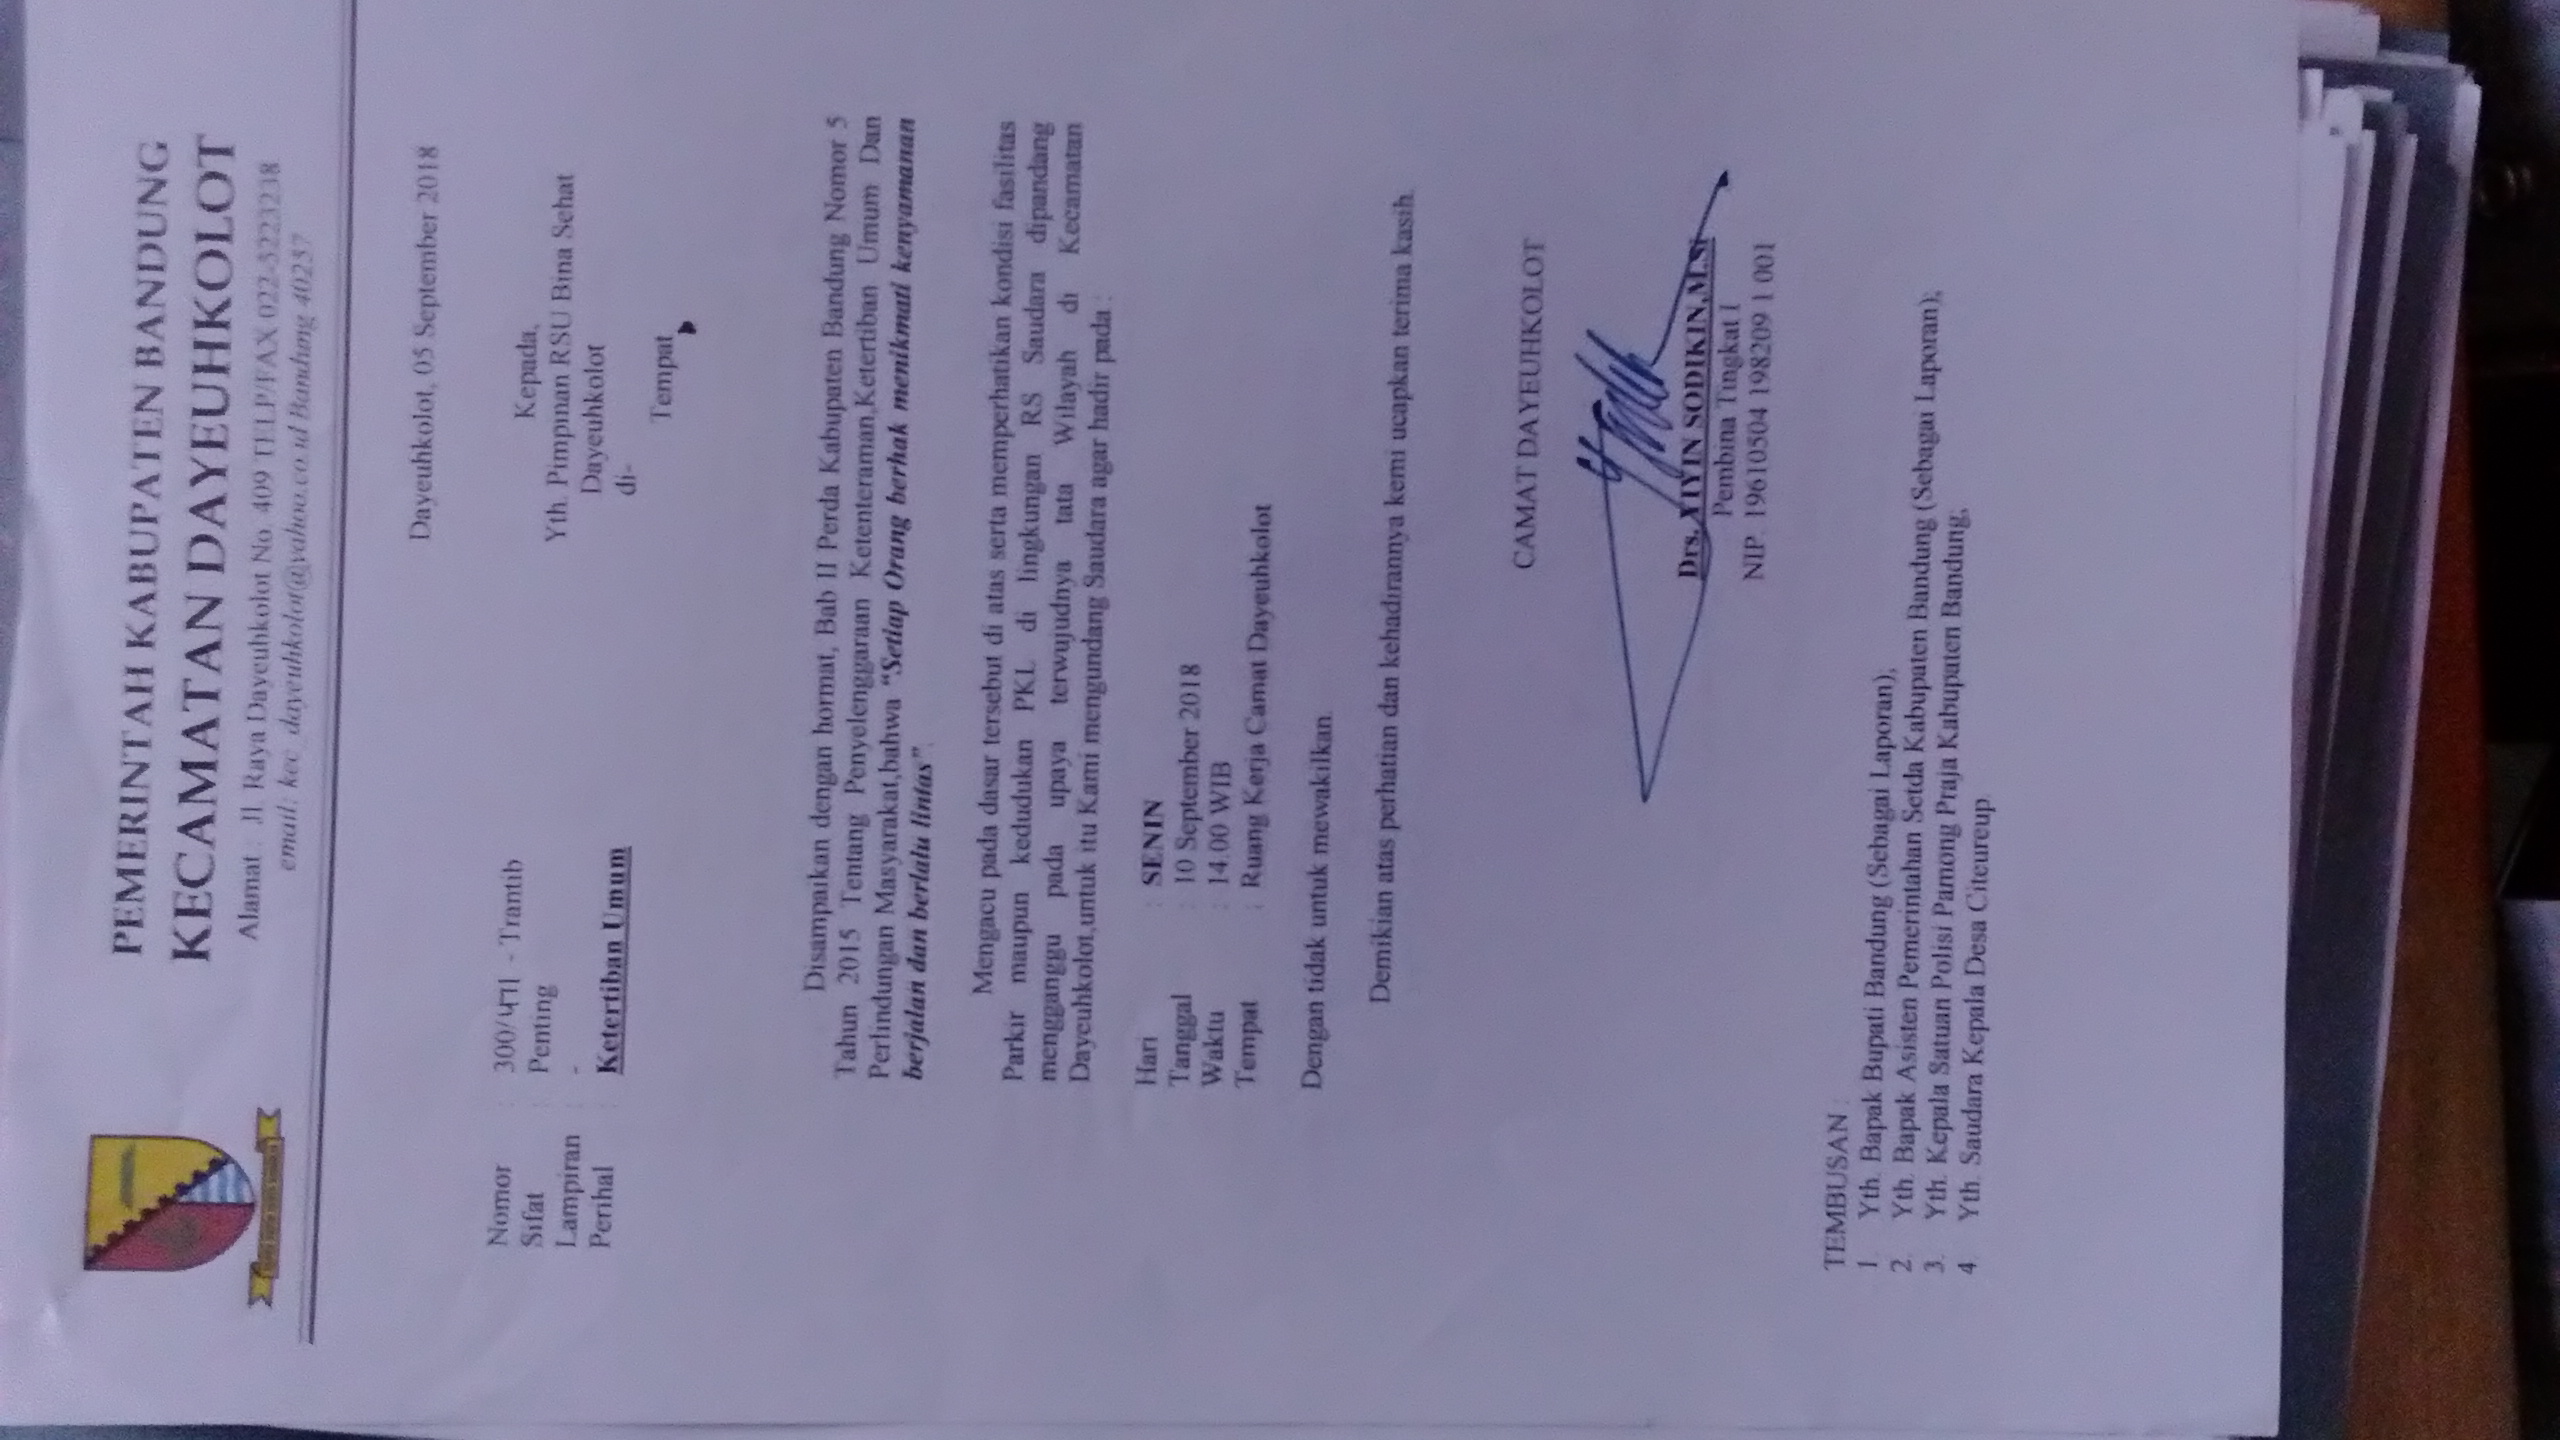 PEMERINTAH KABUPATEN BANDUNG
KECAMATAN DAYEUHKOLOT
Alamat : Jl. Raya Dayeuhkolot No. 409 TELP/FAX 022-5223238
email: kec_dayeuhkolot@yahoo.co.id Bandung 40257
Dayeuhkolot, 05 September 2018
Nomor : 300/471 - Trantib
Sifat : Penting
Lampiran : -
Perihal : Ketertiban Umum
Kepada,
Yth. Pimpinan RSU Bina Sehat
Dayeuhkolot
di-
Tempat
Disampaikan dengan hormat, Bab II Perda Kabupaten Bandung Nomor 5
Tahun 2015 Tentang Penyelenggaraan Ketenteraman,Ketertiban Umum Dan
Perlindungan Masyarakat,bahwa “Setiap Orang berhak menikmati kenyamanan
berjalan dan berlalu lintas”.
Mengacu pada dasar tersebut di atas serta memperhatikan kondisi fasilitas
Parkir maupun kedudukan PKL di lingkungan RS Saudara dipandang
mengganggu pada upaya terwujudnya tata Wilayah di Kecamatan
Dayeuhkolot,untuk itu Kami mengundang Saudara agar hadir pada :
Hari : SENIN
Tanggal : 10 September 2018
Waktu : 14.00 WIB
Tempat : Ruang Kerja Camat Dayeuhkolot
Dengan tidak untuk mewakilkan.
Demikian atas perhatian dan kehadirannya kemi ucapkan terima kasih.
CAMAT DAYEUHKOLOT
Drs. YIYIN SODIKIN,M.Si
Pembina Tingkat I
NIP. 19610504 198209 1 001
TEMBUSAN :
1. Yth. Bapak Bupati Bandung (Sebagai Laporan);
2. Yth. Bapak Asisten Pemerintahan Setda Kabupaten Bandung (Sebagai Laporan);
3. Yth. Kepala Satuan Polisi Pamong Praja Kabupaten Bandung;
4. Yth. Saudara Kepala Desa Citeureup.